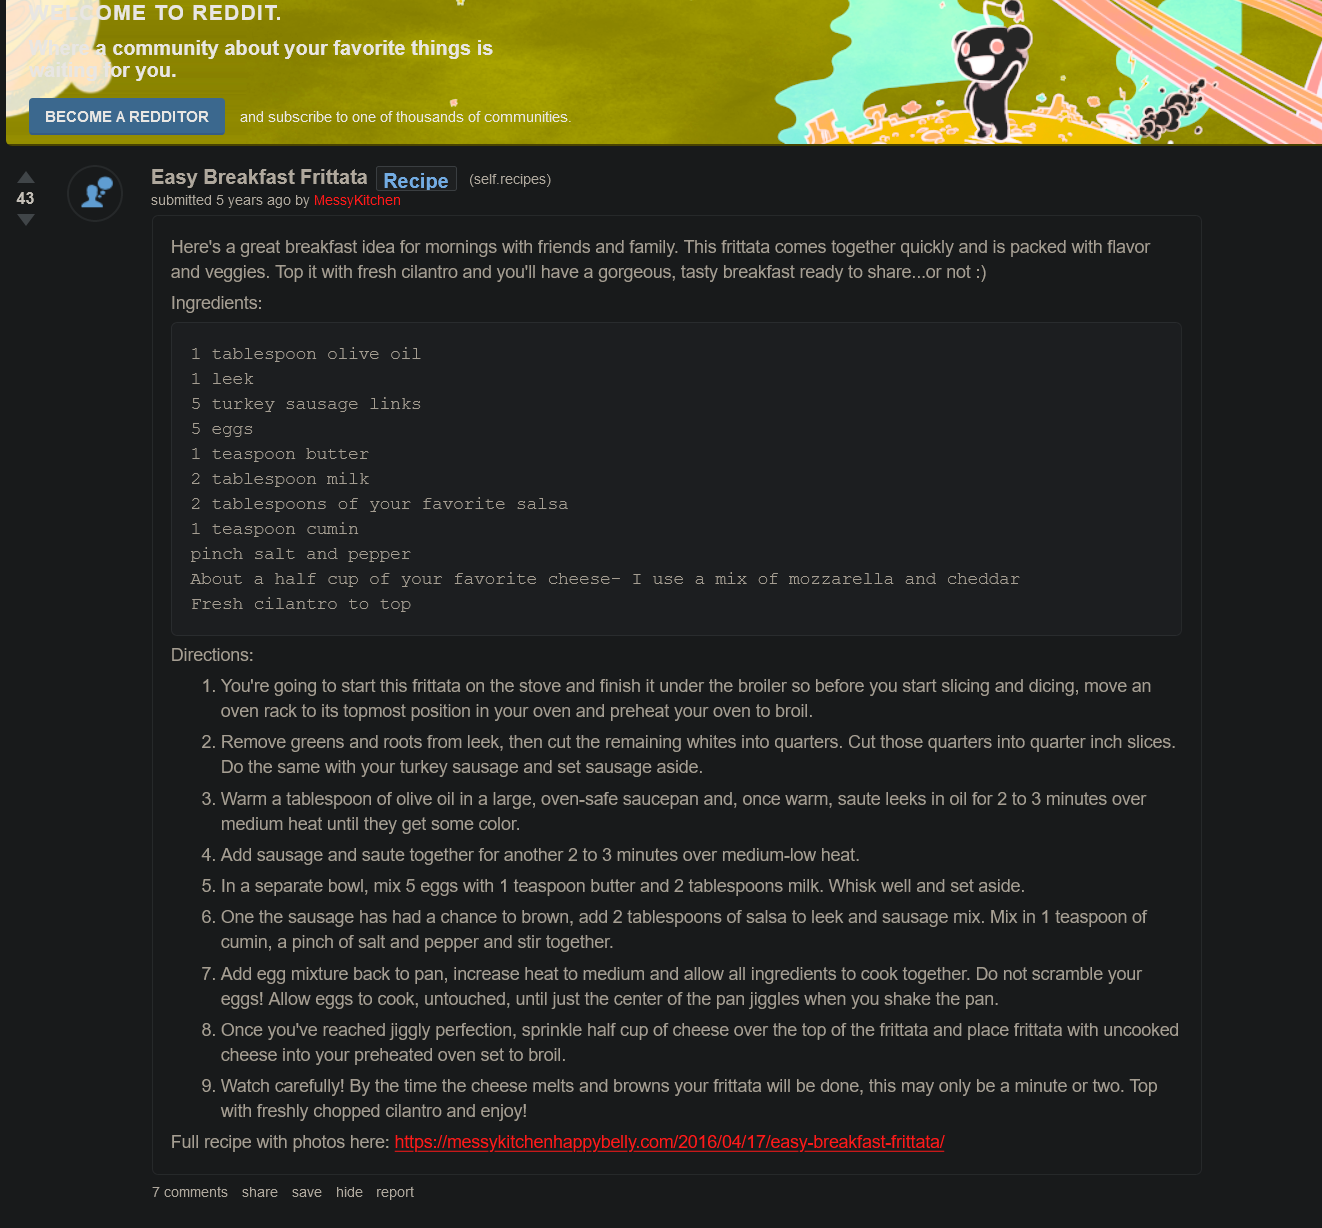 WELCOME TO REDDIT.
Where a community about your favorite things is
waiting for you.
BECOME A REDDITOR and subscribe to one of thousands of communities.
43
Easy Breakfast Frittata Recipe (self.recipes)
submitted 5 years ago by MessyKitchen
Here's a great breakfast idea for mornings with friends and family. This frittata comes together quickly and is packed with flavor
and veggies. Top it with fresh cilantro and you'll have a gorgeous, tasty breakfast ready to share...or not :)
Ingredients:
1 tablespoon olive oil
1 leek
5 turkey sausage links
5 eggs
1 teaspoon butter
2 tablespoon milk
2 tablespoons of your favorite salsa
1 teaspoon cumin
pinch salt and pepper
About a half cup of your favorite cheese- I use a mix of mozzarella and cheddar
Fresh cilantro to top
Directions:
1. You're going to start this frittata on the stove and finish it under the broiler so before you start slicing and dicing, move an
oven rack to its topmost position in your oven and preheat your oven to broil.
2. Remove greens and roots from leek, then cut the remaining whites into quarters. Cut those quarters into quarter inch slices.
Do the same with your turkey sausage and set sausage aside.
3. Warm a tablespoon of olive oil in a large, oven-safe saucepan and, once warm, saute leeks in oil for 2 to 3 minutes over
medium heat until they get some color.
4. Add sausage and saute together for another 2 to 3 minutes over medium-low heat.
5. In a separate bowl, mix 5 eggs with 1 teaspoon butter and 2 tablespoons milk. Whisk well and set aside.
6. One the sausage has had a chance to brown, add 2 tablespoons of salsa to leek and sausage mix. Mix in 1 teaspoon of
cumin, a pinch of salt and pepper and stir together.
7. Add egg mixture back to pan, increase heat to medium and allow all ingredients to cook together. Do not scramble your
eggs! Allow eggs to cook, untouched, until just the center of the pan jiggles when you shake the pan.
8. Once you've reached jiggly perfection, sprinkle half cup of cheese over the top of the frittata and place frittata with uncooked
cheese into your preheated oven set to broil.
9. Watch carefully! By the time the cheese melts and browns your frittata will be done, this may only be a minute or two. Top
with freshly chopped cilantro and enjoy!
Full recipe with photos here: https://messykitchenhappybelly.com/2016/04/17/easy-breakfast-frittata/
7 comments share save hide report